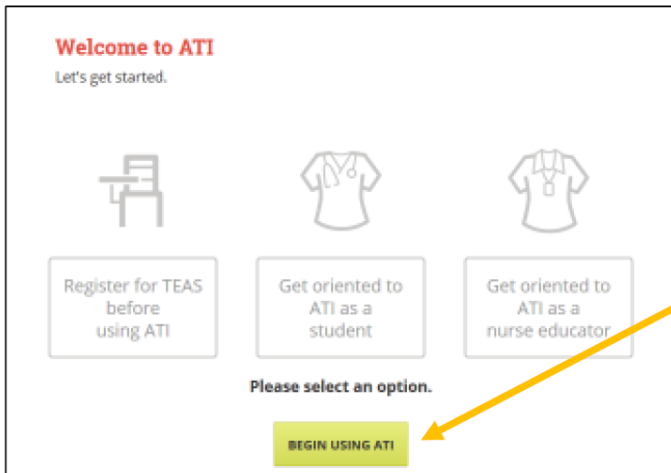 Welcome to ATI
Let's get started.
Register for TEAS
before
using ATI
Get oriented to
ATI as a
student
Get oriented to
ATI as a
nurse educator
Please select an option.
BEGIN USING ATI